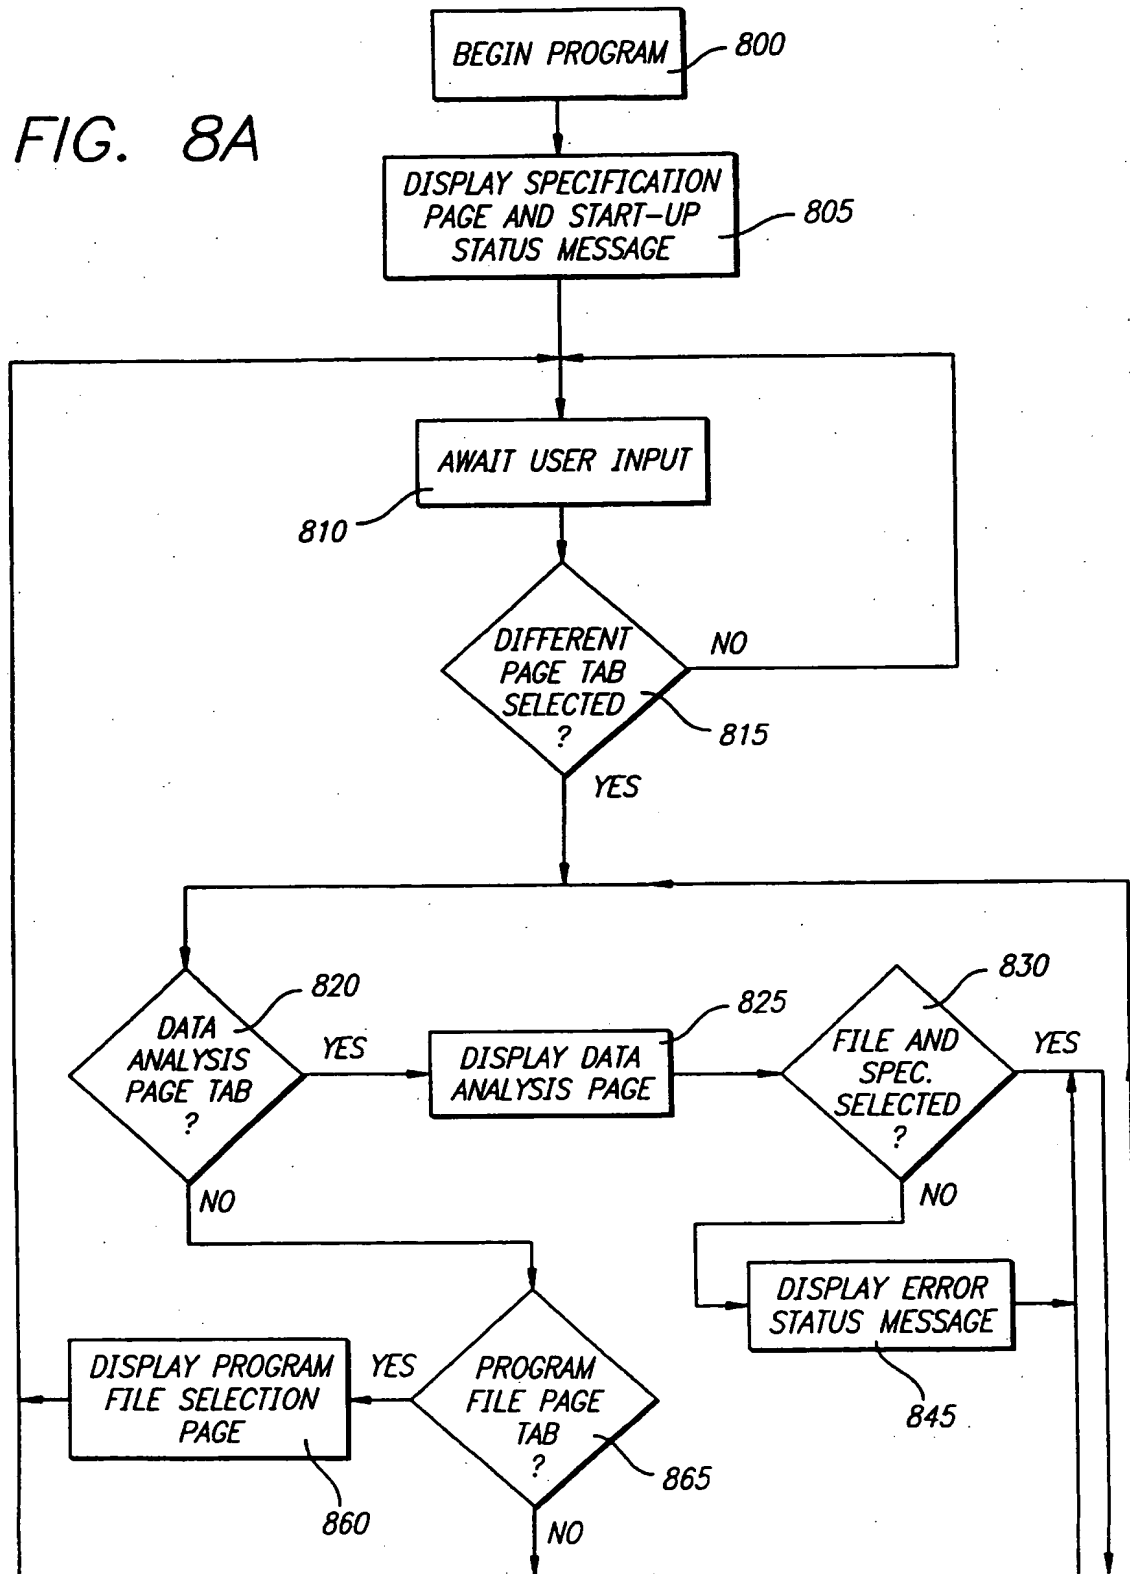 BEGIN PROGRAM
800
FIG. 8A
DISPLAY SPECIFICATION
PAGE AND START-UP
STATUS MESSAGE
805
AWAIT USER INPUT
810
DIFFERENT
PAGE TAB
SELECTED
?
NO
815
YES
820
DATA
ANALYSIS
PAGE TAB
?
YES
825
DISPLAY DATA
ANALYSIS PAGE
830
FILE AND
SPEC.
SELECTED
?
YES
NO
NO
DISPLAY ERROR
STATUS MESSAGE
845
DISPLAY PROGRAM
FILE SELECTION
PAGE
860
YES
PROGRAM
FILE PAGE
TAB
?
865
NO